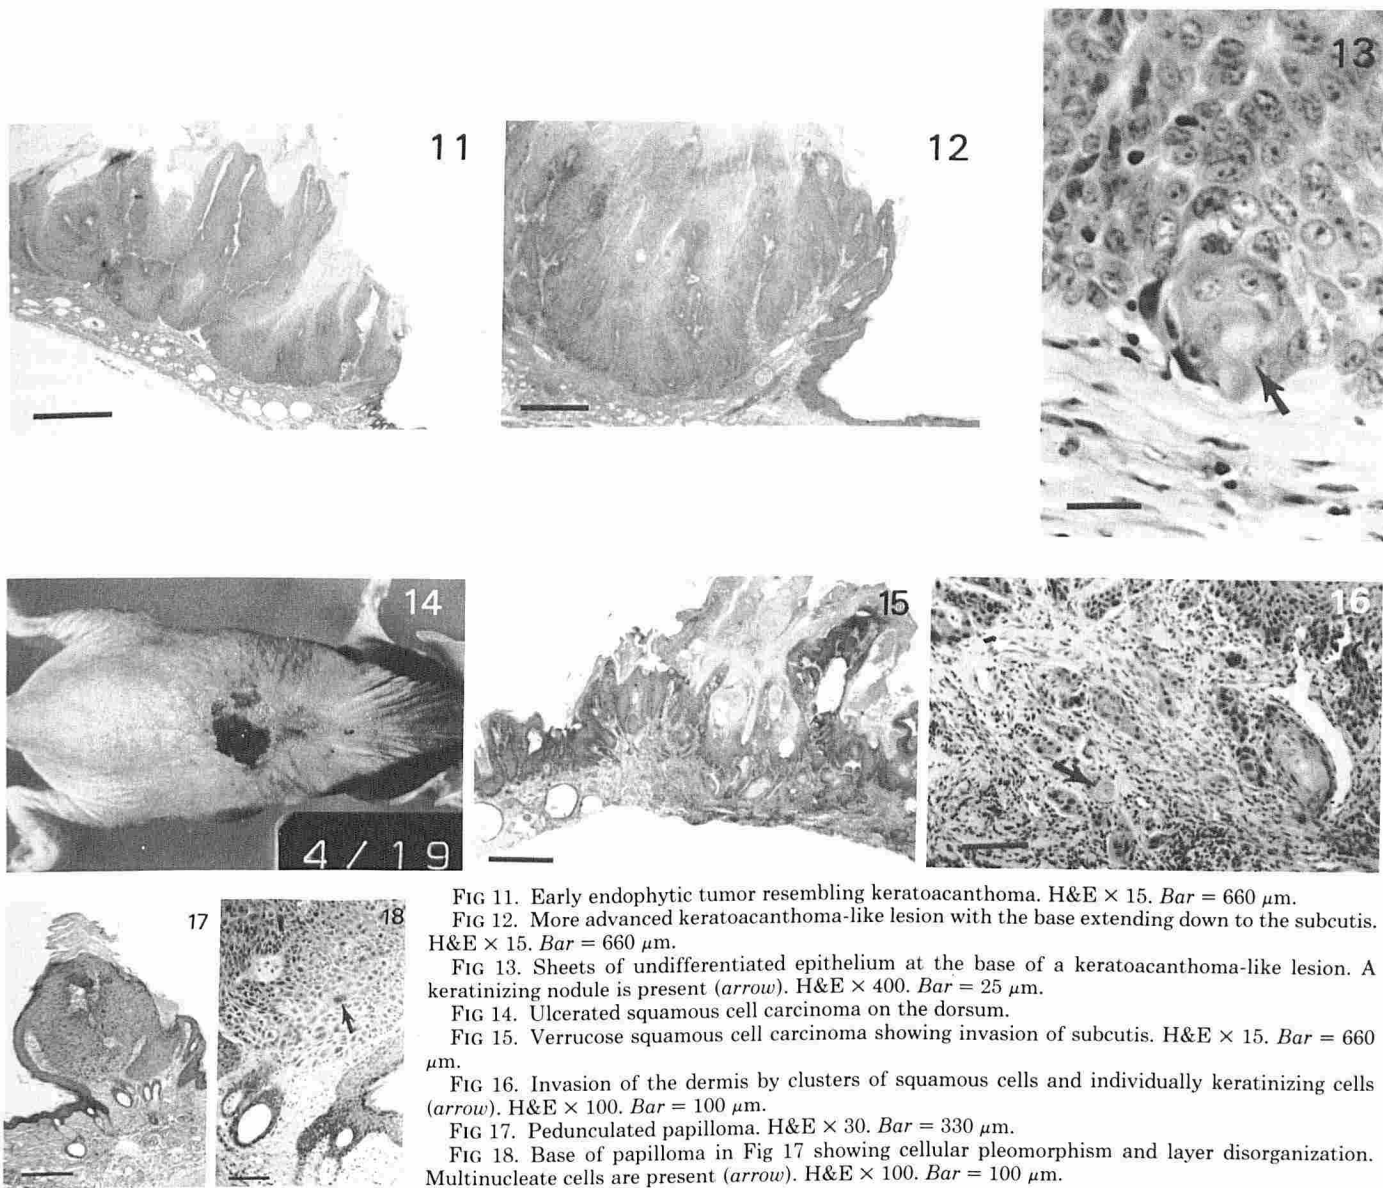 11
12
13
14
4/19
15
16
17
18
FIG 11. Early endophytic tumor resembling keratoacanthoma. H&E × 15. Bar = 660 μm.
FIG 12. More advanced keratoacanthoma-like lesion with the base extending down to the subcutis.
H&E × 15. Bar = 660 μm.
FIG 13. Sheets of undifferentiated epithelium at the base of a keratoacanthoma-like lesion. A
keratinizing nodule is present (arrow). H&E × 400. Bar = 25 μm.
FIG 14. Ulcerated squamous cell carcinoma on the dorsum.
FIG 15. Verrucose squamous cell carcinoma showing invasion of subcutis. H&E × 15. Bar = 660
μm.
FIG 16. Invasion of the dermis by clusters of squamous cells and individually keratinizing cells
(arrow). H&E × 100. Bar = 100 μm.
FIG 17. Pedunculated papilloma. H&E × 30. Bar = 330 μm.
FIG 18. Base of papilloma in Fig 17 showing cellular pleomorphism and layer disorganization.
Multinucleate cells are present (arrow). H&E × 100. Bar = 100 μm.